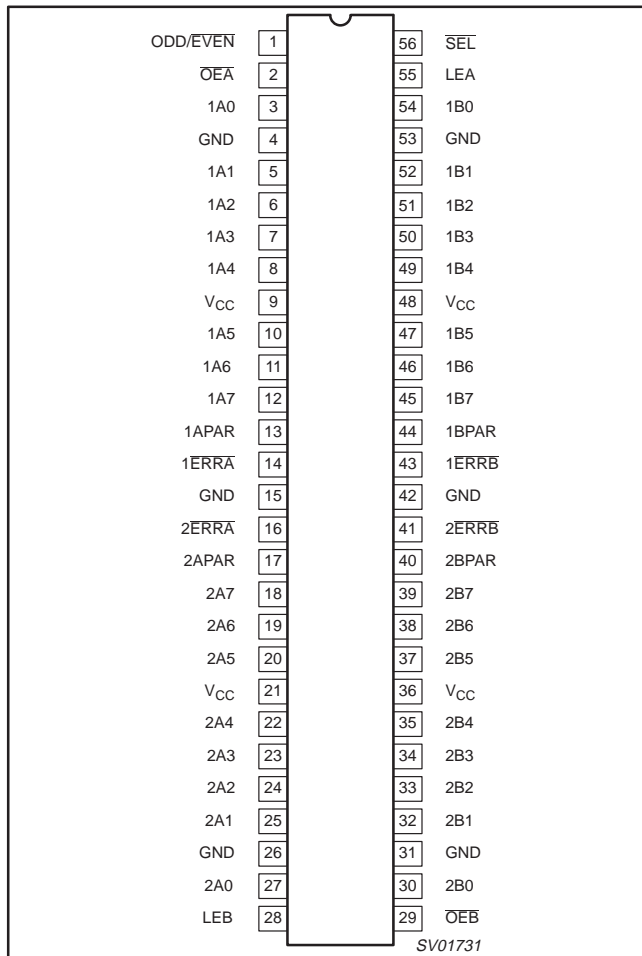 ODD/EVEN 1 56 SEL
OEA 2 55 LEA
1A0 3 54 1B0
GND 4 53 GND
1A1 5 52 1B1
1A2 6 51 1B2
1A3 7 50 1B3
1A4 8 49 1B4
VCC 9 48 VCC
1A5 10 47 1B5
1A6 11 46 1B6
1A7 12 45 1B7
1APAR 13 44 1BPAR
1ERRA 14 43 1ERRB
GND 15 42 GND
2ERRA 16 41 2ERRB
2APAR 17 40 2BPAR
2A7 18 39 2B7
2A6 19 38 2B6
2A5 20 37 2B5
VCC 21 36 VCC
2A4 22 35 2B4
2A3 23 34 2B3
2A2 24 33 2B2
2A1 25 32 2B1
GND 26 31 GND
2A0 27 30 2B0
LEB 28 29 OEB
SV01731